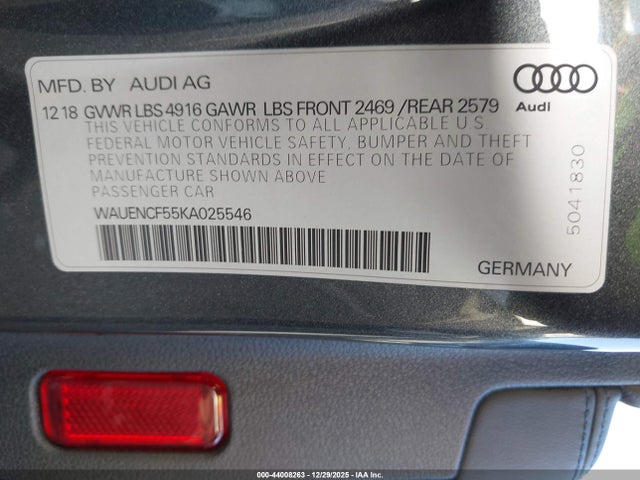 MFD. BY AUDI AG
12 18 GVWR LBS 4916 GAWR LBS FRONT 2469 /REAR 2579
Audi
THIS VEHICLE CONFORMS TO ALL APPLICABLE U.S.
FEDERAL MOTOR VEHICLE SAFETY, BUMPER AND THEFT
PREVENTION STANDARDS IN EFFECT ON THE DATE OF
MANUFACTURE SHOWN ABOVE
PASSENGER CAR
WAUENCF55KA025546
5041830
GERMANY
000-44008263 - 12/29/2025 - IAA Inc.